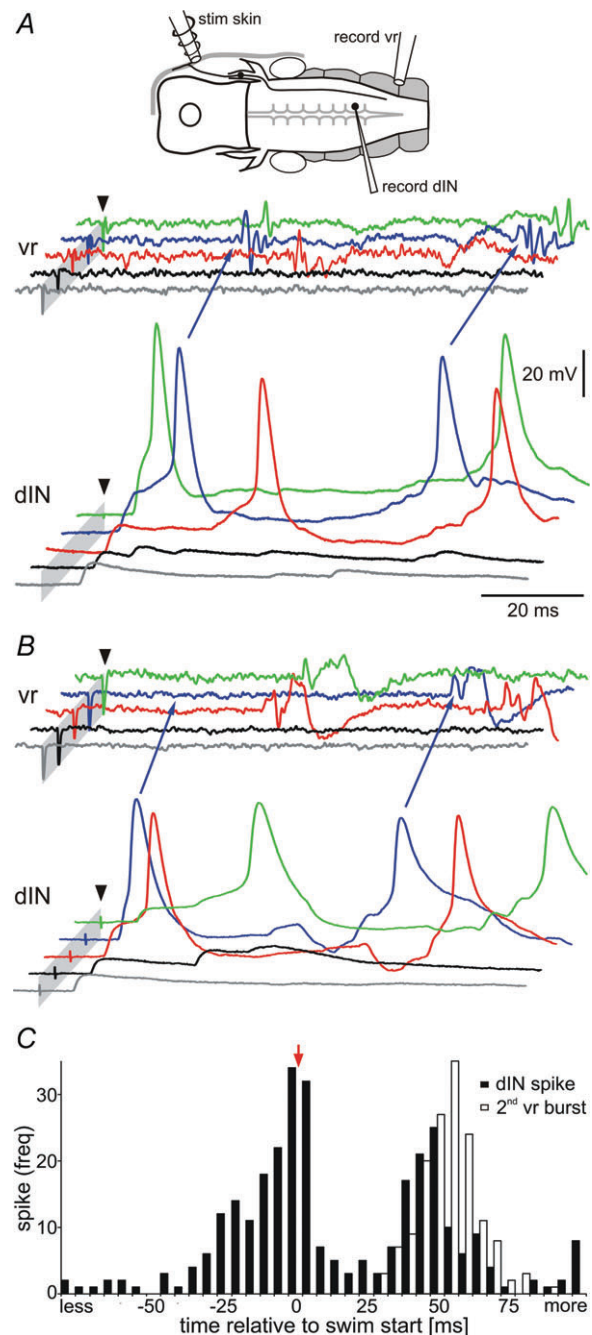 A
stim skin
record vr
record dIN
vr
20 mV
dIN
20 ms
B
vr
dIN
C
30
20
10
0
spike (freq)
dIN spike
2nd vr burst
less
-50
-25
0
25
50
75
more
time relative to swim start [ms]